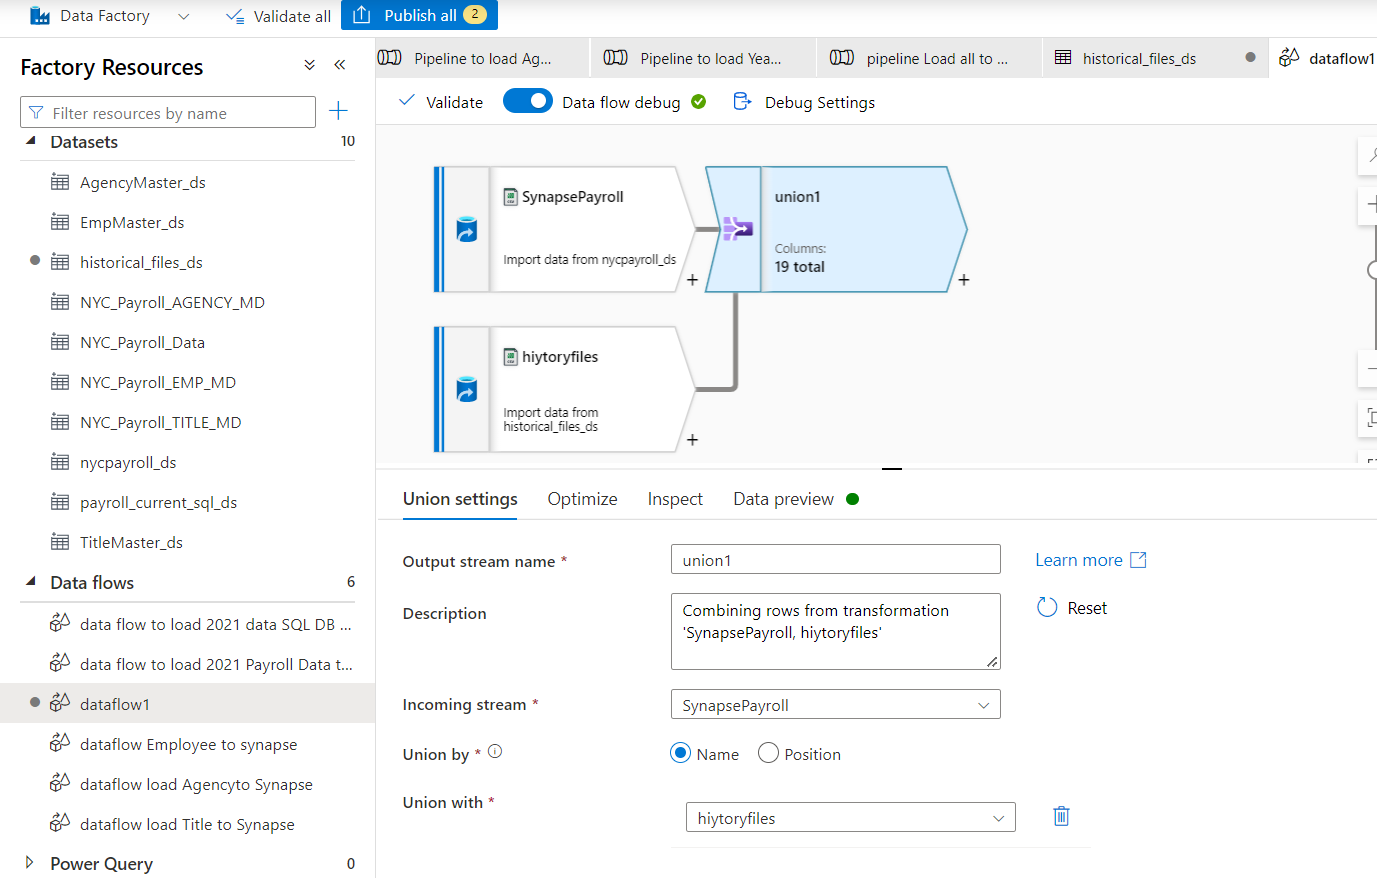 Data Factory
Validate all
Publish all 2
Factory Resources
Filter resources by name
Datasets 10
AgencyMaster_ds
EmpMaster_ds
historical_files_ds
NYC_Payroll_AGENCY_MD
NYC_Payroll_Data
NYC_Payroll_EMP_MD
NYC_Payroll_TITLE_MD
nycpayroll_ds
payroll_current_sql_ds
TitleMaster_ds
Data flows 6
data flow to load 2021 data SQL DB ...
data flow to load 2021 Payroll Data t...
dataflow1
dataflow Employee to synapse
dataflow load Agencyto Synapse
dataflow load Title to Synapse
Power Query 0
Pipeline to load Ag...
Pipeline to load Yea...
pipeline Load all to ...
historical_files_ds
dataflow1
Validate
Data flow debug
Debug Settings
SynapsePayroll
Import data from nycpayroll_ds
+
union1
Columns:
19 total
+
hiytoryfiles
Import data from
historical_files_ds
+
Union settings
Optimize
Inspect
Data preview
Output stream name *
union1
Learn more
Description
Combining rows from transformation
'SynapsePayroll, hiytoryfiles'
Reset
Incoming stream *
SynapsePayroll
Union by *
Name
Position
Union with *
hiytoryfiles